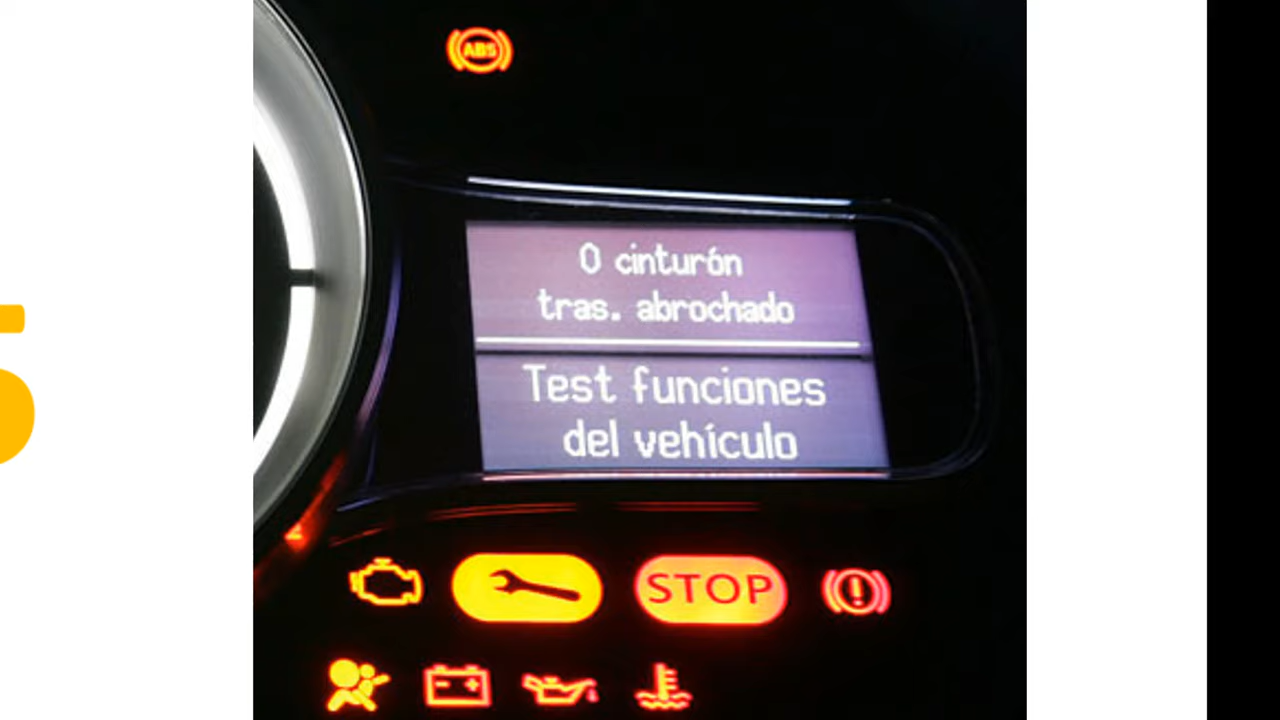 ABS
0 cinturón
tras. abrochado
Test funciones
del vehículo
STOP